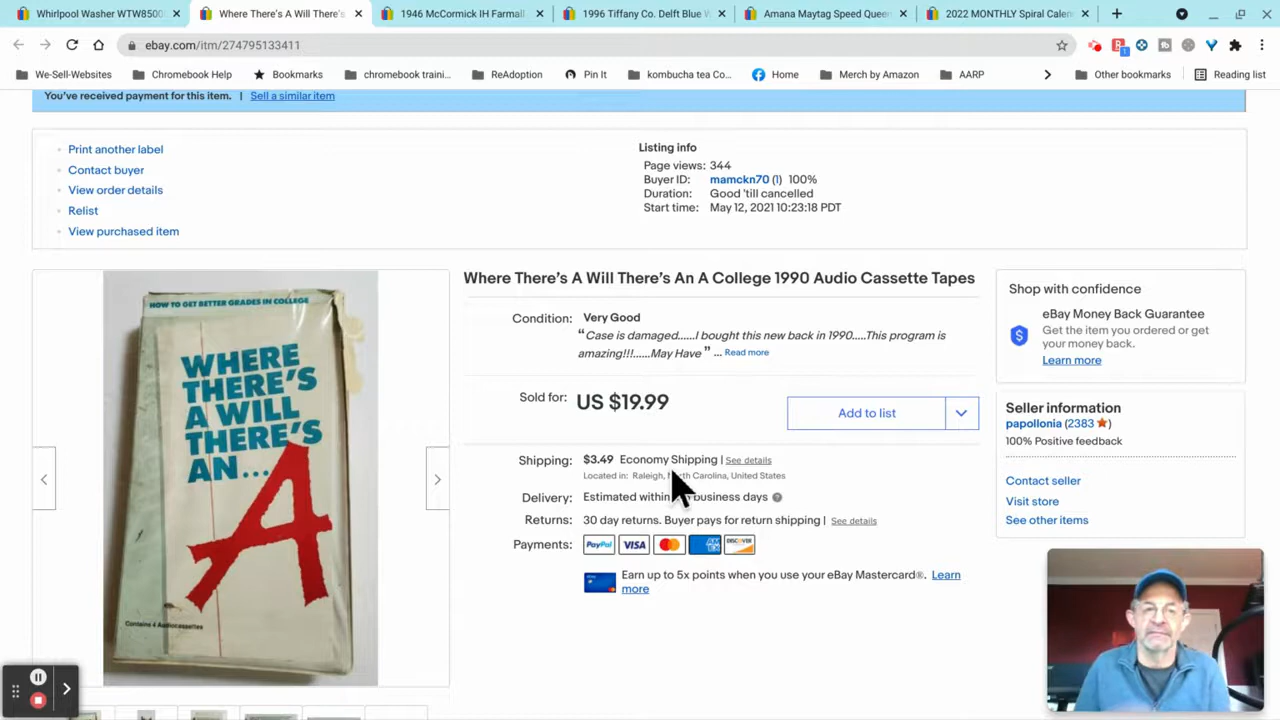 Whirlpool Washer WTW8500
Where There's A Will There's
1946 McCormick IH Farmall
1996 Tiffany Co. Delft Blue
Amana Maytag Speed Queen
2022 MONTHLY Spiral Calen
ebay.com/itm/274795133411
We-Sell-Websites
Chromebook Help
Bookmarks
chromebook traini...
ReAdoption
Pin It
kombucha tea Co...
Home
Merch by Amazon
AARP
Other bookmarks
Reading list
You've received payment for this item. | Sell a similar item
Print another label
Contact buyer
View order details
Relist
View purchased item
Listing info
Page views: 344
Buyer ID: mamckn70 (1) 100%
Duration: Good 'till cancelled
Start time: May 12, 2021 10:23:18 PDT
HOW TO GET BETTER GRADES IN COLLEGE
WHERE
THERE'S
A WILL
THERE'S
AN... A
Contains 4 Audiocassettes
Where There's A Will There's An A College 1990 Audio Cassette Tapes
Condition: Very Good
“Case is damaged......I bought this new back in 1990.....This program is
amazing!!!......May Have ” ... Read more
Sold for: US $19.99
Add to list
Shipping: $3.49 Economy Shipping | See details
Located in: Raleigh, North Carolina, United States
Delivery: Estimated within business days
Returns: 30 day returns. Buyer pays for return shipping | See details
Payments: PayPal VISA MasterCard AM EX DISCOVER
Earn up to 5x points when you use your eBay Mastercard®. Learn
more
Shop with confidence
eBay Money Back Guarantee
Get the item you ordered or get
your money back.
Learn more
Seller information
papollonia (2383)
100% Positive feedback
Contact seller
Visit store
See other items